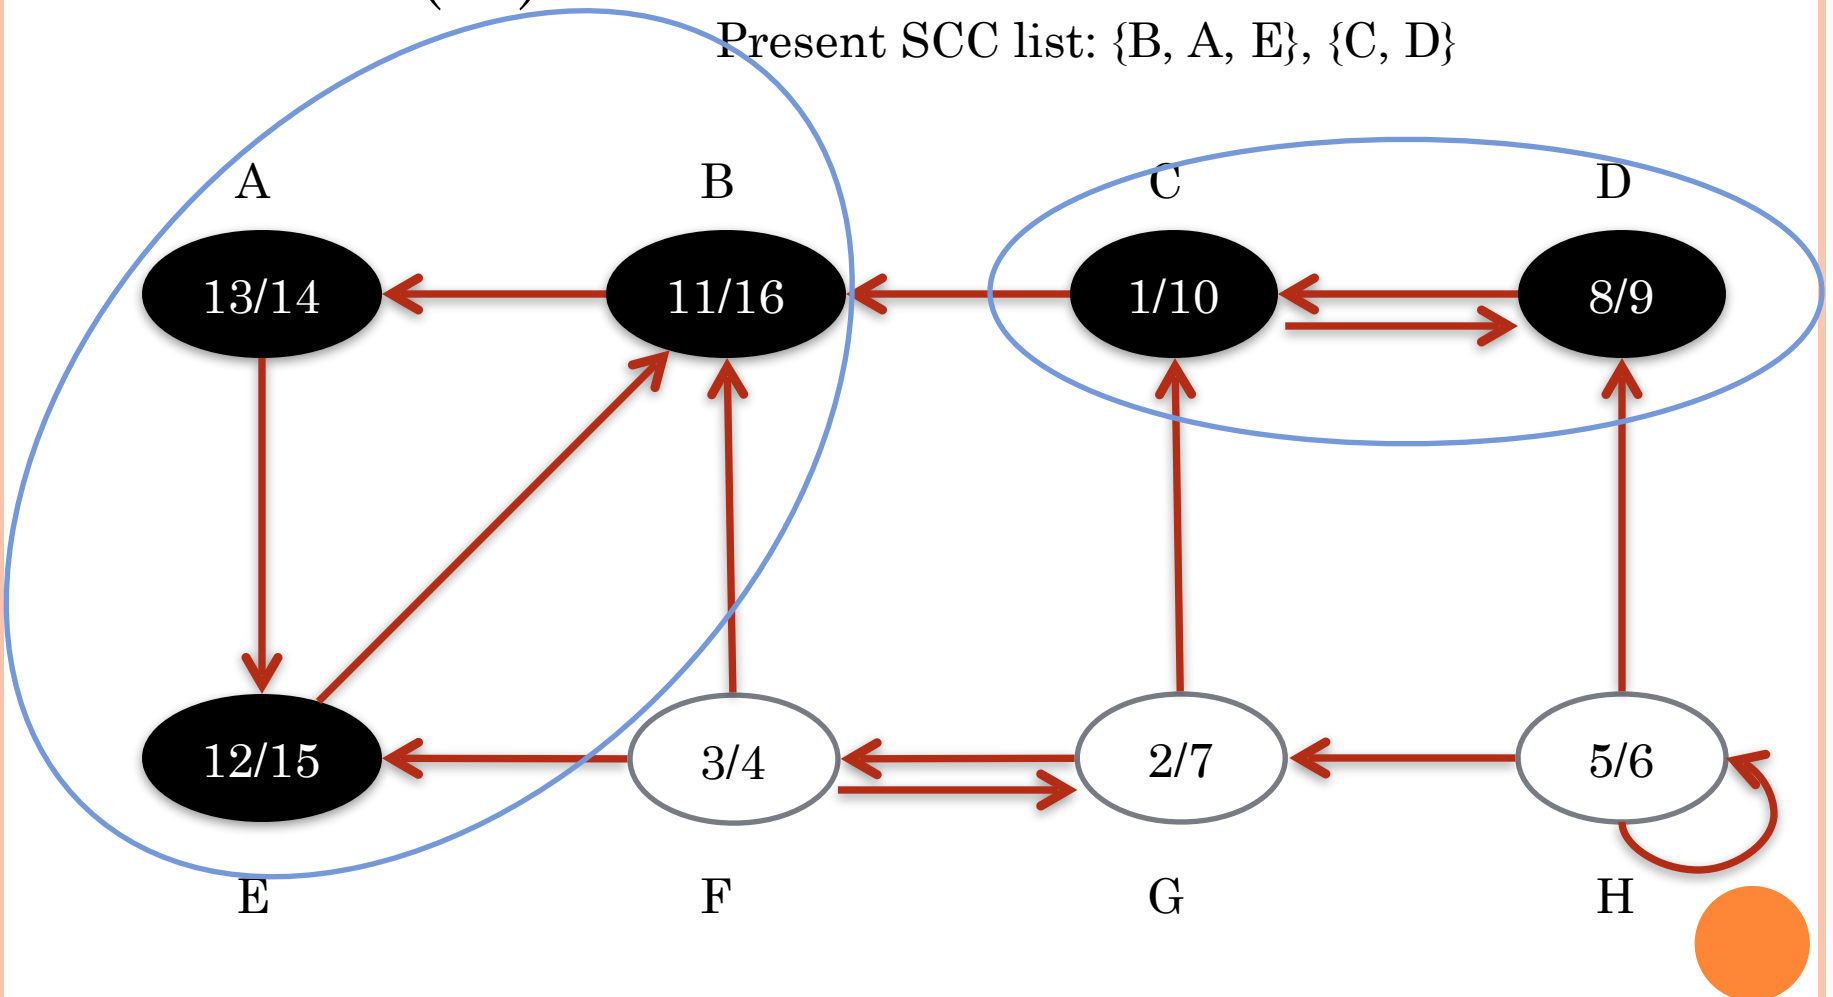 Present SCC list: {B, A, E}, {C, D}
A B C D
13/14 11/16 1/10 8/9
12/15 3/4 2/7 5/6
E F G H